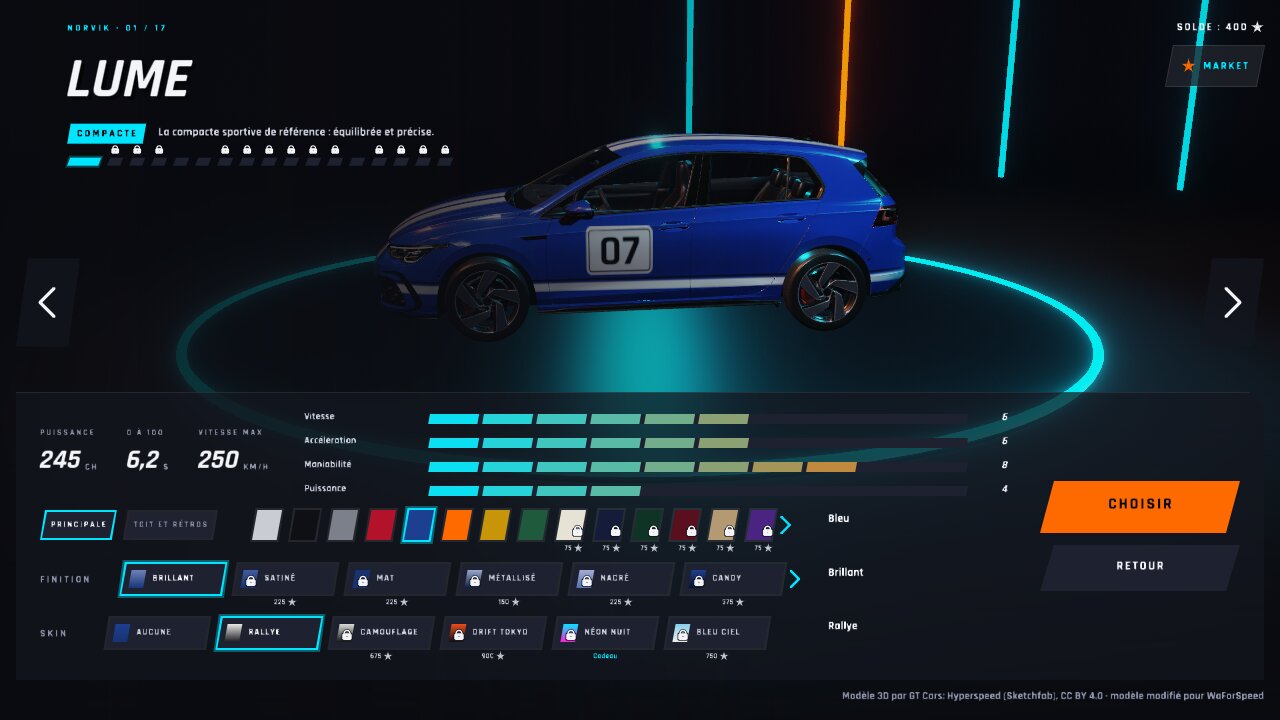 NORVIK · 01 / 17
SOLDE : 400 ★
LUME
★ MARKET
COMPACTE La compacte sportive de référence : équilibrée et précise.
07
PUISSANCE 0 À 100 VITESSE MAX
245 CH 6,2 S 250 KM/H
Vitesse 6
Accélération 6
Maniabilité 8
Puissance 4
CHOISIR
PRINCIPALE TOIT ET RÉTROS Bleu
75 ★ 75 ★ 75 ★ 75 ★ 75 ★ 75 ★
RETOUR
FINITION BRILLANT SATINÉ MAT MÉTALLISÉ NACRÉ CANDY Brillant
225 ★ 225 ★ 150 ★ 225 ★ 375 ★
SKIN AUCUNE RALLYE CAMOUFLAGE DRIFT TOKYO NÉON NUIT BLEU CIEL Rallye
675 ★ 900 ★ Cadeau 750 ★
Modèle 3D par GT Cars: Hyperspeed (Sketchfab), CC BY 4.0 · modèle modifié pour WaForSpeed